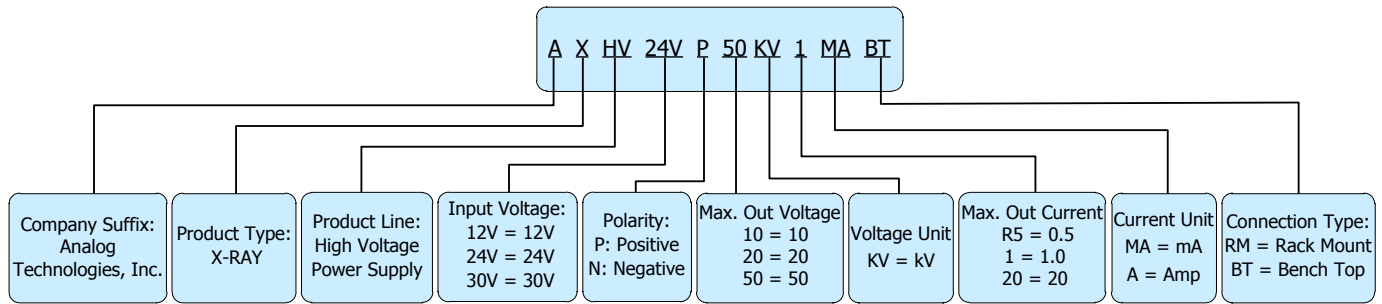 A X HV 24V P 50 KV 1 MA BT
Company Suffix:
Analog
Technologies, Inc.
Product Type:
X-RAY
Product Line:
High Voltage
Power Supply
Input Voltage:
12V = 12V
24V = 24V
30V = 30V
Polarity:
P: Positive
N: Negative
Max. Out Voltage
10 = 10
20 = 20
50 = 50
Voltage Unit
KV = kV
Max. Out Current
R5 = 0.5
1 = 1.0
20 = 20
Current Unit
MA = mA
A = Amp
Connection Type:
RM = Rack Mount
BT = Bench Top